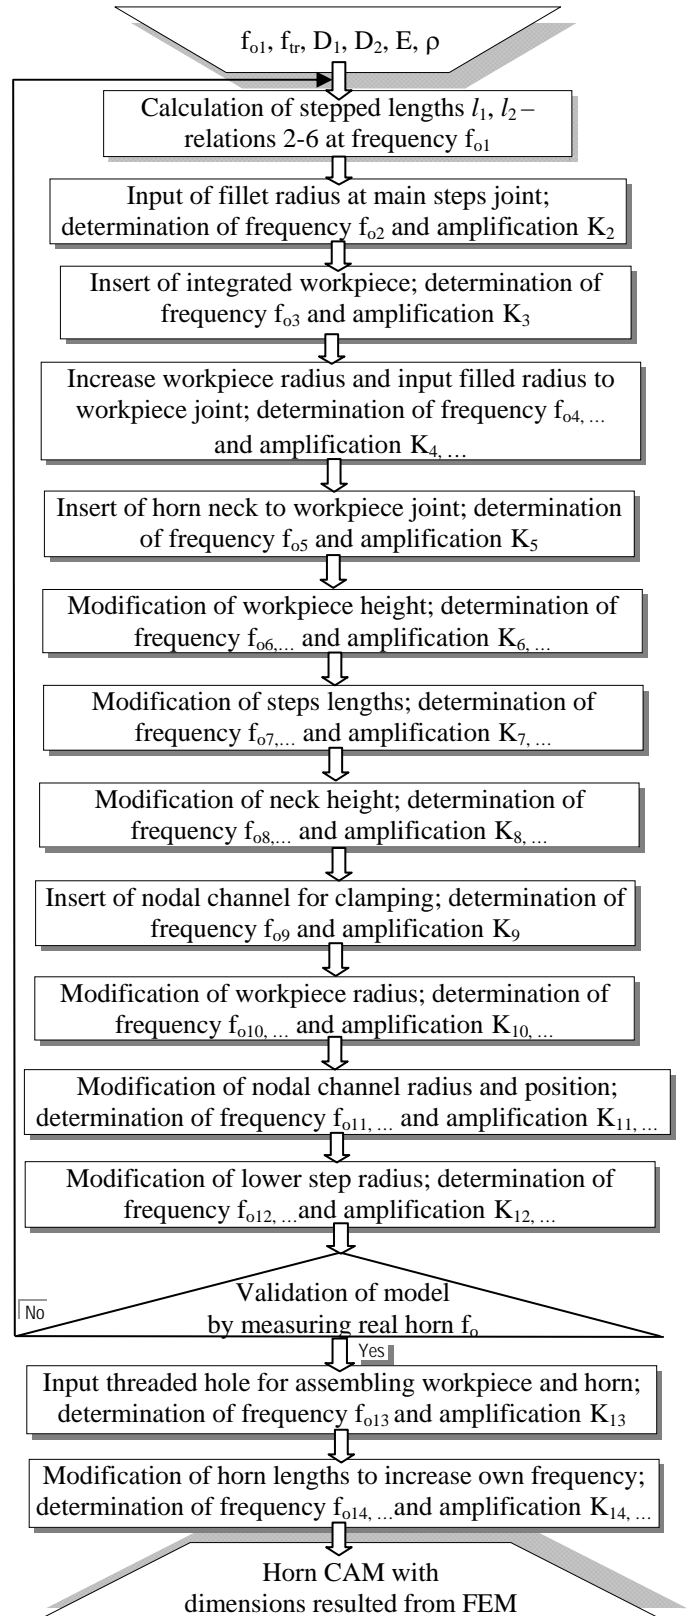 f₀₁, fₜᵣ, D₁, D₂, E, ρ
Calculation of stepped lengths l₁, l₂ –
relations 2-6 at frequency fₒ₁
Input of fillet radius at main steps joint;
determination of frequency fₒ₂ and amplification K₂
Insert of integrated workpiece; determination of
frequency fₒ₃ and amplification K₃
Increase workpiece radius and input filled radius to
workpiece joint; determination of frequency fₒ₄, …
and amplification K₄, …
Insert of horn neck to workpiece joint; determination
of frequency fₒ₅ and amplification K₅
Modification of workpiece height; determination of
frequency fₒ₆,… and amplification K₆, …
Modification of steps lengths; determination of
frequency fₒ₇,… and amplification K₇, …
Modification of neck height; determination of
frequency fₒ₈,… and amplification K₈, …
Insert of nodal channel for clamping; determination of
frequency fₒ₉ and amplification K₉
Modification of workpiece radius; determination of
frequency fₒ₁₀, … and amplification K₁₀, …
Modification of nodal channel radius and position;
determination of frequency fₒ₁₁, … and amplification K₁₁, …
Modification of lower step radius; determination of
frequency fₒ₁₂, … and amplification K₁₂, …
Validation of model
No
by measuring real horn fₒ
Yes
Input threaded hole for assembling workpiece and horn;
determination of frequency fₒ₁₃ and amplification K₁₃
Modification of horn lengths to increase own frequency;
determination of frequency fₒ₁₄, … and amplification K₁₄, …
Horn CAM with
dimensions resulted from FEM